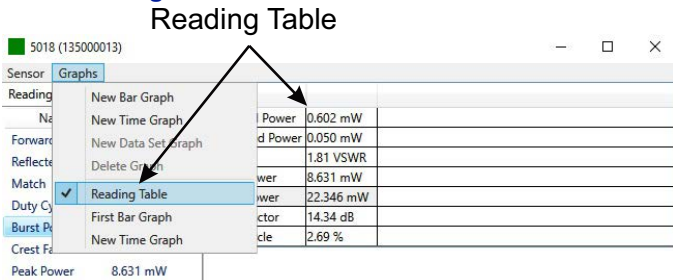 Reading Table
5018 (135000013)
Sensor Graphs
Reading
Na
Forward
Reflecte
Match
Duty Cy
Burst Po
Crest Fa
Peak Power 8.631 mW
New Bar Graph
New Time Graph
New Data Set Graph
Delete Graph
✓ Reading Table
First Bar Graph
New Time Graph
l Power 0.602 mW
d Power 0.050 mW
1.81 VSWR
wer 8.631 mW
ower 22.346 mW
ctor 14.34 dB
cle 2.69 %